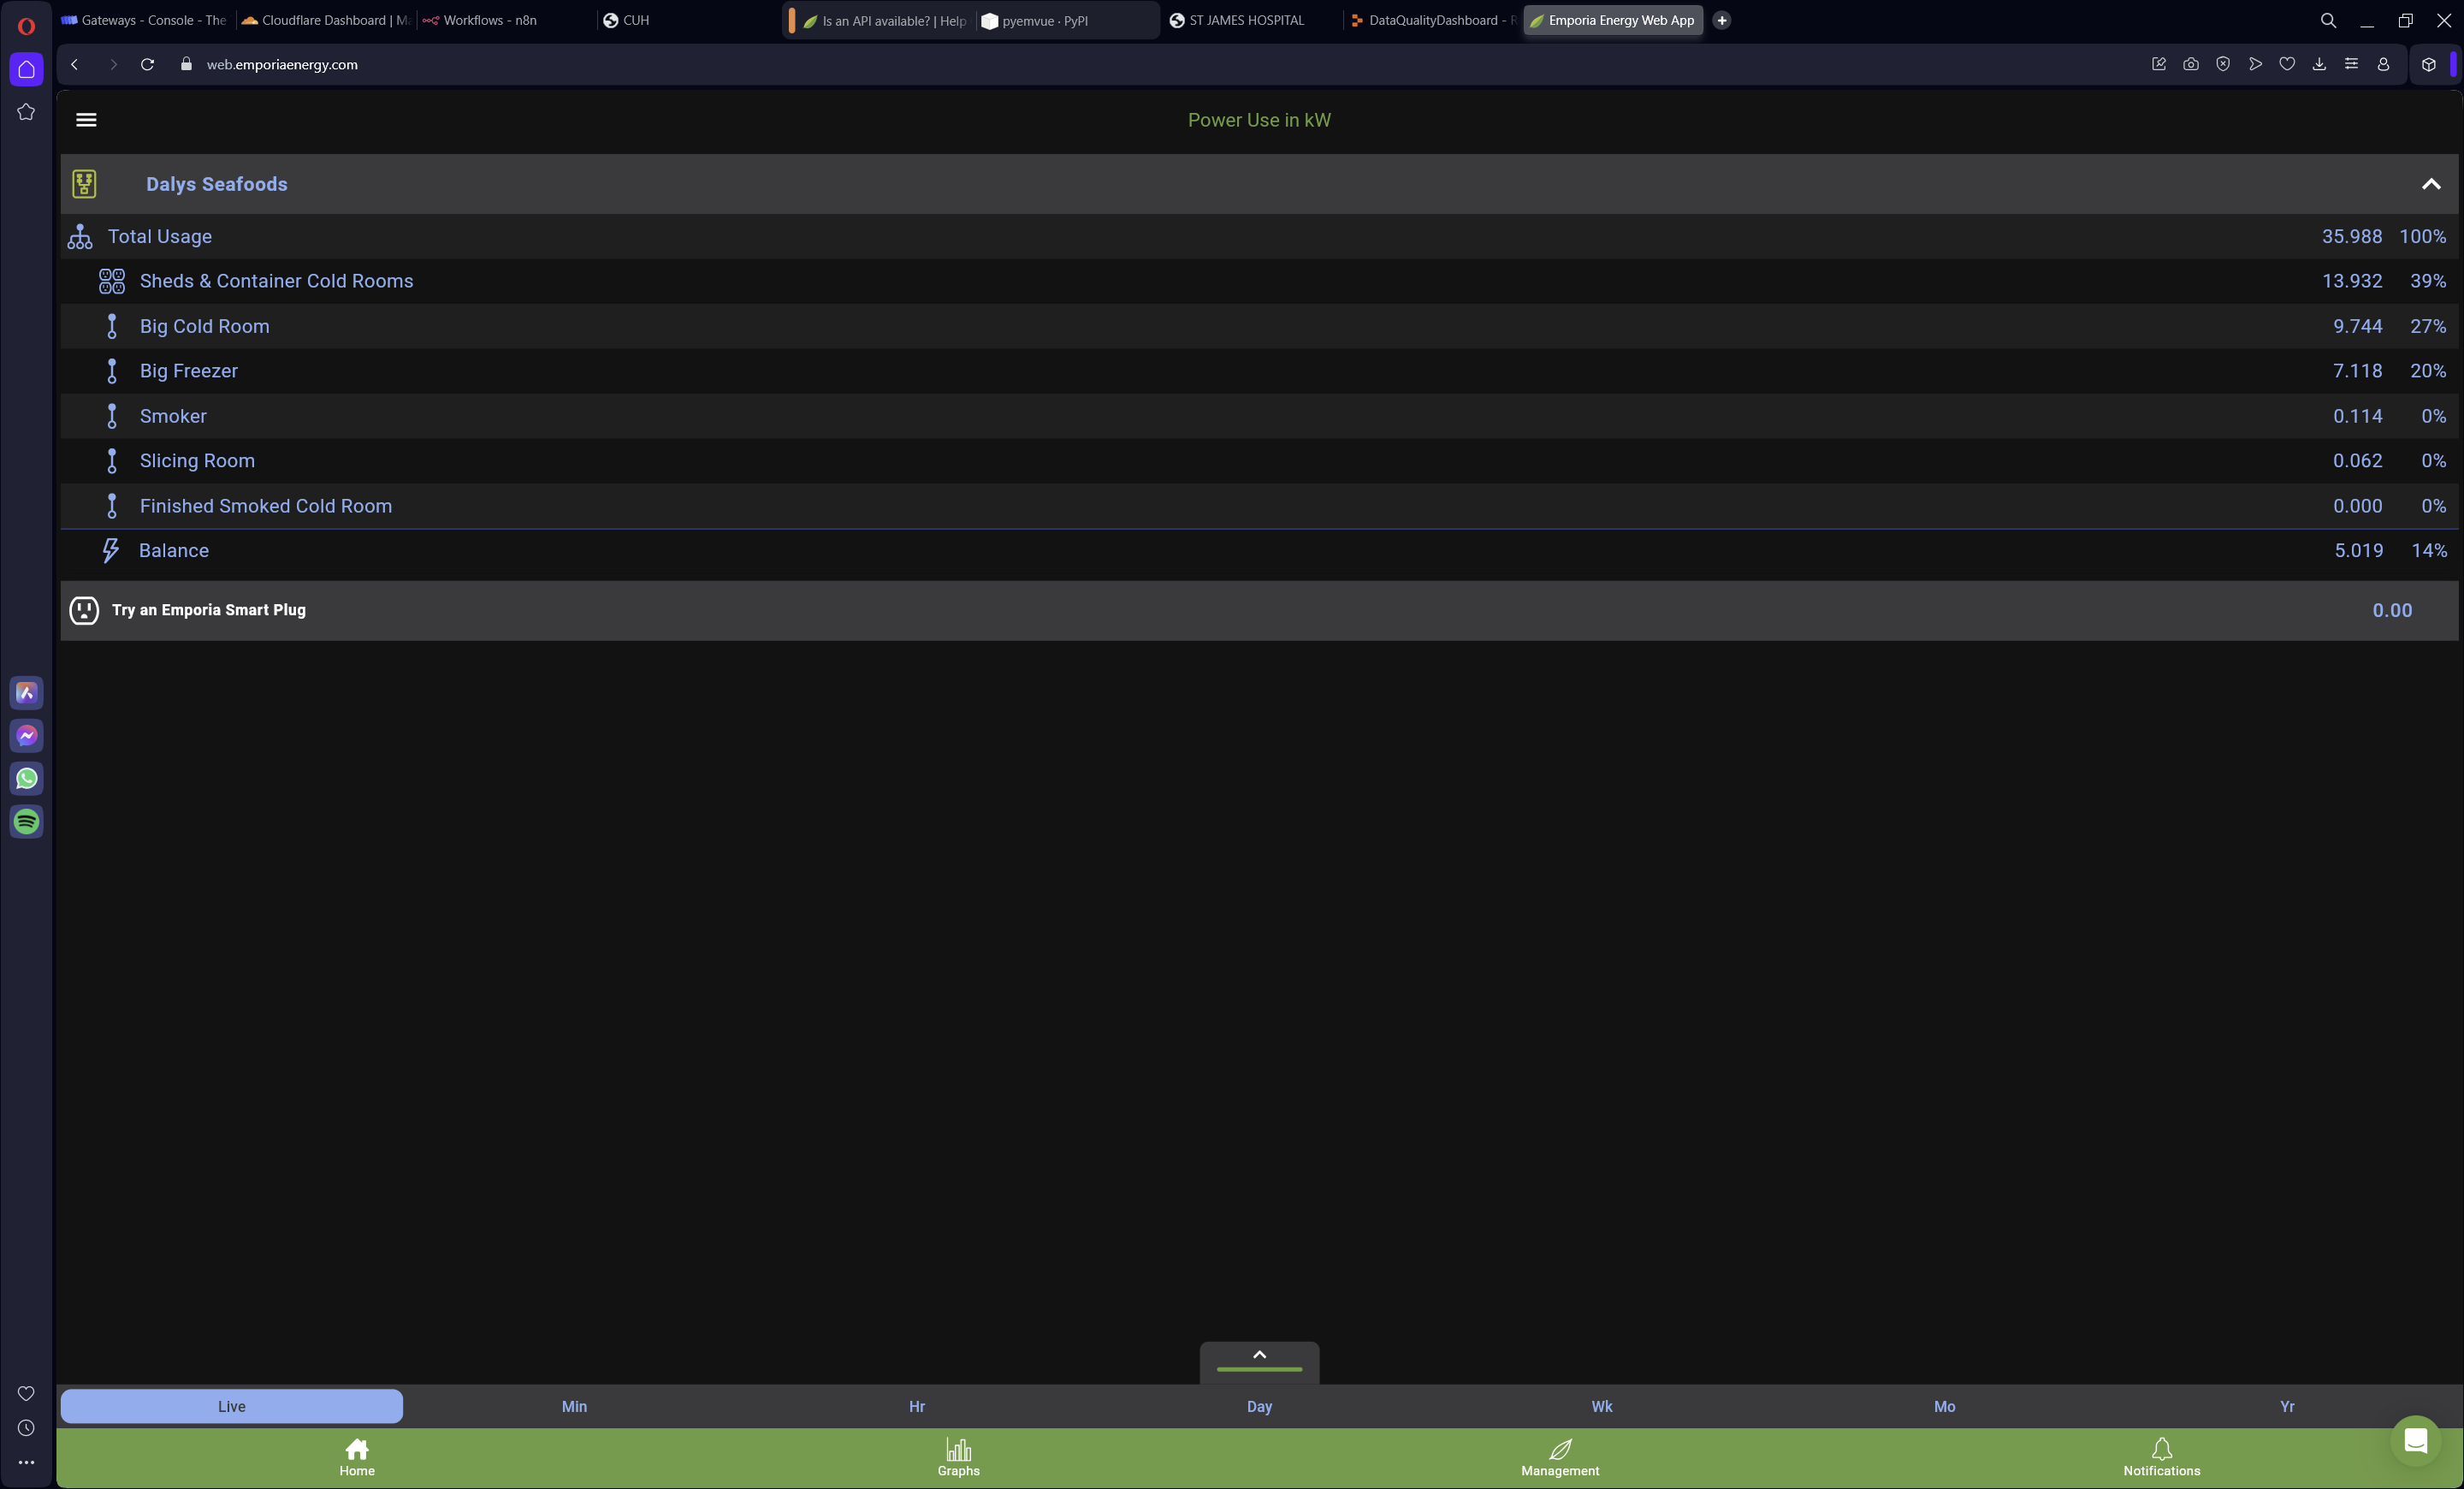 Gateways - Console - The
Cloudflare Dashboard | Ma
Workflows - n8n
CUH
Is an API available? | Help
pyemvue · PyPI
ST JAMES HOSPITAL
DataQualityDashboard - R
Emporia Energy Web App
web.emporiaenergy.com
Power Use in kW
Dalys Seafoods
Total Usage 35.988 100%
Sheds & Container Cold Rooms 13.932 39%
Big Cold Room 9.744 27%
Big Freezer 7.118 20%
Smoker 0.114 0%
Slicing Room 0.062 0%
Finished Smoked Cold Room 0.000 0%
Balance 5.019 14%
Try an Emporia Smart Plug 0.00
Live Min Hr Day Wk Mo Yr
Home Graphs Management Notifications